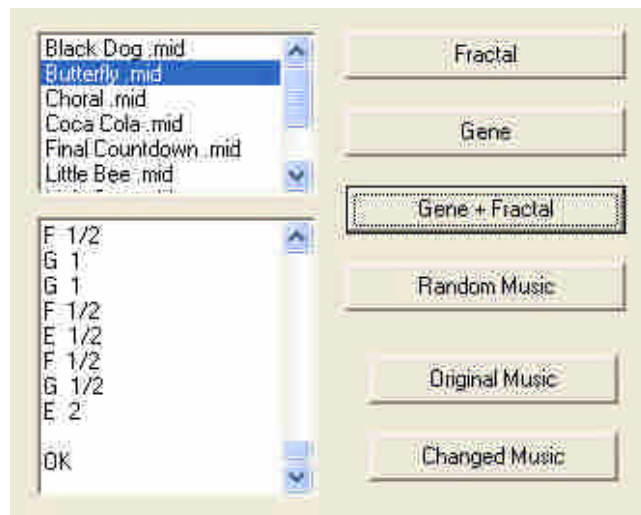 Black Dog .mid
Butterfly .mid
Choral .mid
Coca Cola .mid
Final Countdown .mid
Little Bee .mid
F 1/2
G 1
G 1
F 1/2
E 1/2
F 1/2
G 1/2
E 2
OK
Fractal
Gene
Gene + Fractal
Random Music
Original Music
Changed Music